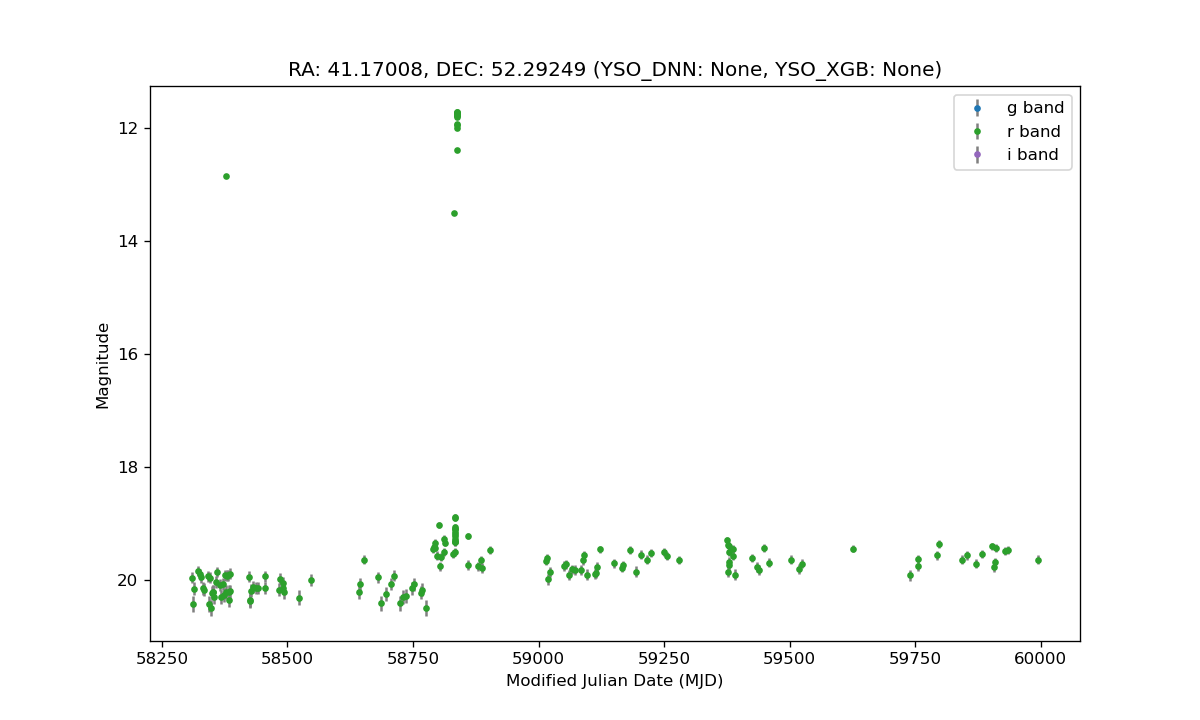 RA: 41.17008, DEC: 52.29249 (YSO_DNN: None, YSO_XGB: None)
g band
r band
i band
12
14
16
18
20
Magnitude
58250 58500 58750 59000 59250 59500 59750 60000
Modified Julian Date (MJD)